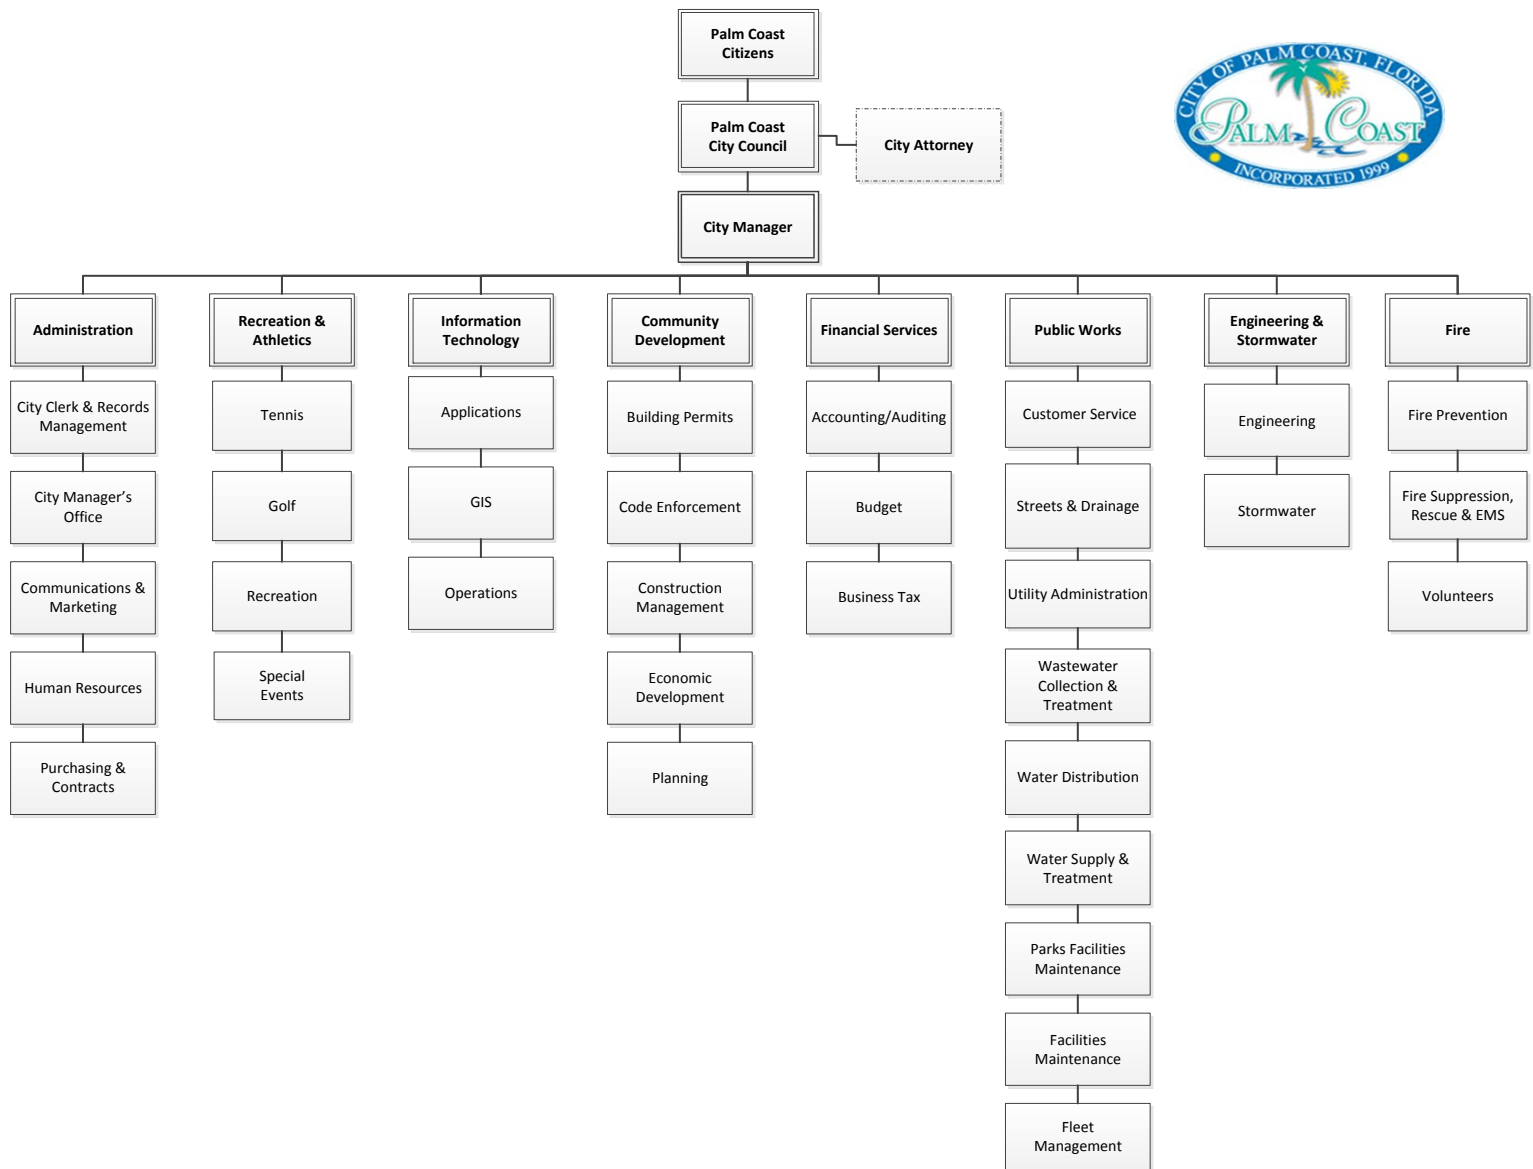 Palm Coast
Citizens
CITY OF PALM COAST, FLORIDA
PALM COAST
INCORPORATED 1999
Palm Coast
City Council
City Attorney
City Manager
Administration
Recreation &
Athletics
Information
Technology
Community
Development
Financial Services
Public Works
Engineering &
Stormwater
Fire
City Clerk & Records
Management
City Manager’s
Office
Communications &
Marketing
Human Resources
Purchasing &
Contracts
Tennis
Golf
Recreation
Special
Events
Applications
GIS
Operations
Building Permits
Code Enforcement
Construction
Management
Economic
Development
Planning
Accounting/Auditing
Budget
Business Tax
Customer Service
Streets & Drainage
Utility Administration
Wastewater
Collection &
Treatment
Water Distribution
Water Supply &
Treatment
Parks Facilities
Maintenance
Facilities
Maintenance
Fleet
Management
Engineering
Stormwater
Fire Prevention
Fire Suppression,
Rescue & EMS
Volunteers